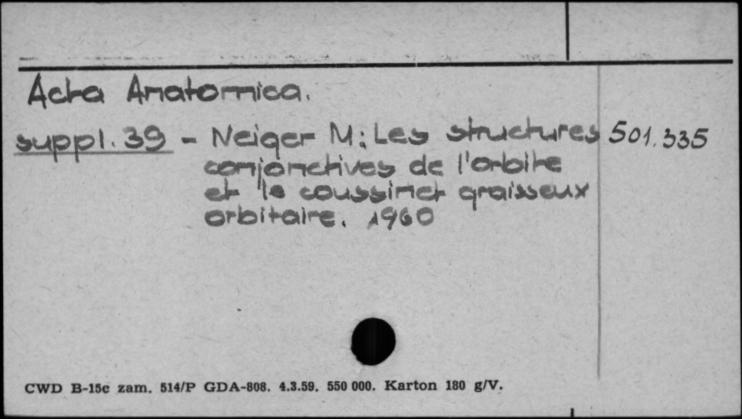 Acta Anatomica.
suppl. 39 - Neiger M: Les structures 501.335
conjonctives de l'orbite
et le coussinet graisseux
orbitaire. 1960
CWD B-15c zam. 514/P GDA-808. 4.3.59. 550 000. Karton 180 g/V.